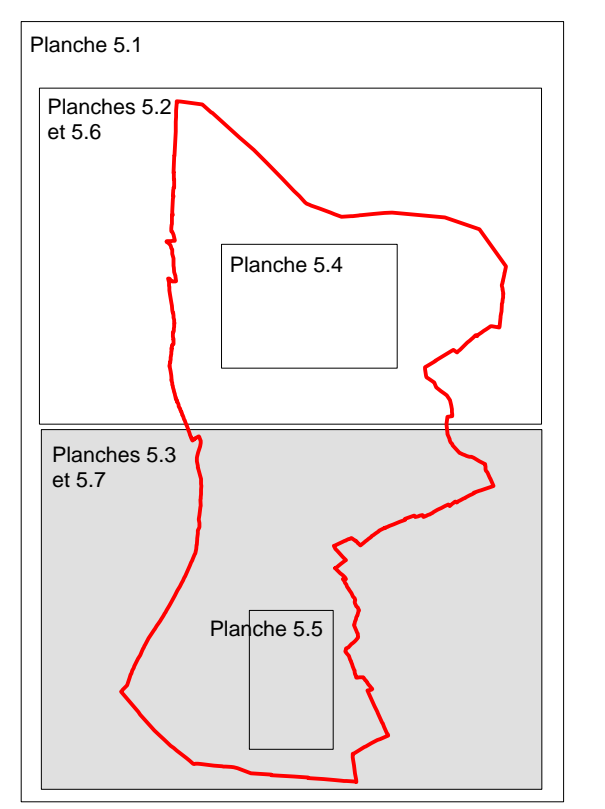 Planche 5.1
Planches 5.2
et 5.6
Planche 5.4
Planches 5.3
et 5.7
Planche 5.5